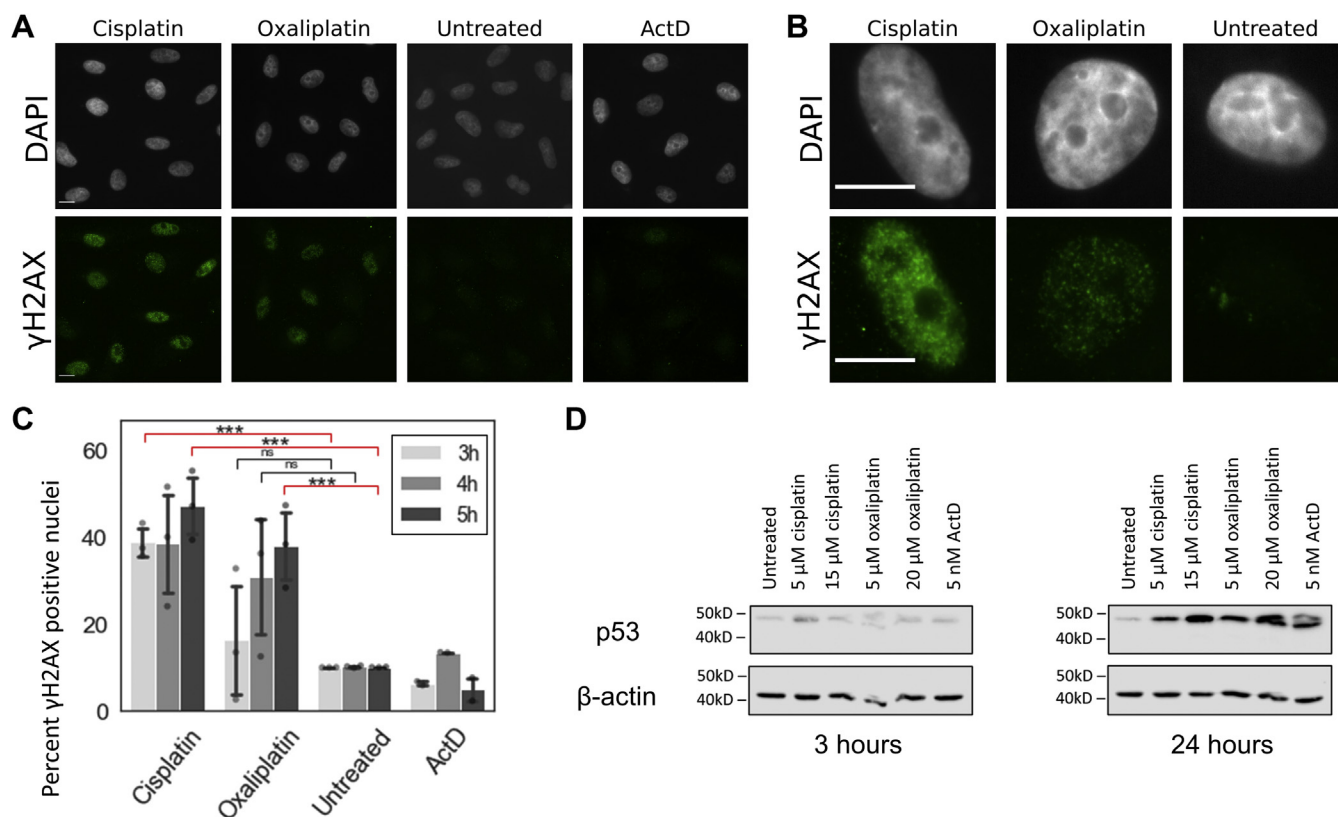 A
Cisplatin Oxaliplatin Untreated ActD
DAPI
γH2AX
B
Cisplatin Oxaliplatin Untreated
DAPI
γH2AX
C
Percent γH2AX positive nuclei
60
40
20
0
***
***
ns
ns
***
3h
4h
5h
Cisplatin Oxaliplatin Untreated ActD
D
Untreated
5 μM cisplatin
15 μM cisplatin
5 μM oxaliplatin
20 μM oxaliplatin
5 nM ActD
p53
50kD
40kD
β-actin
50kD
40kD
3 hours
Untreated
5 μM cisplatin
15 μM cisplatin
5 μM oxaliplatin
20 μM oxaliplatin
5 nM ActD
50kD
40kD
50kD
40kD
24 hours